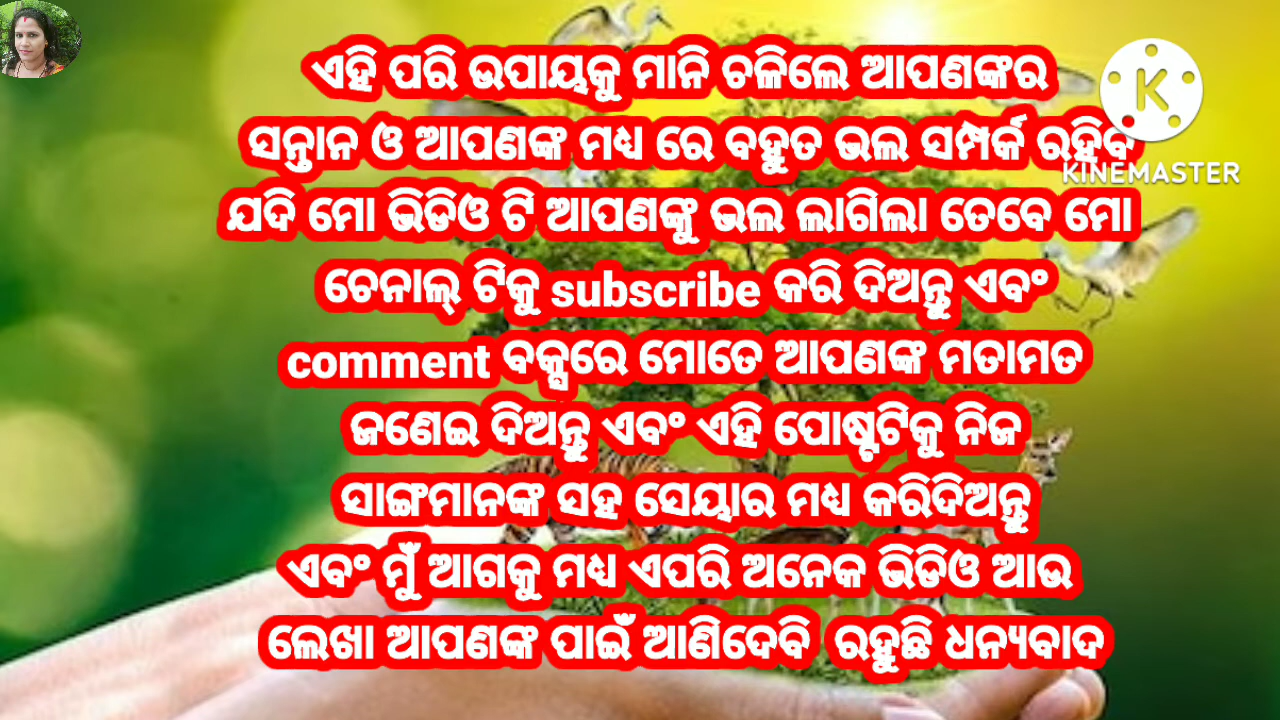 ଏହି ପରି ଉପାୟକୁ ମାନି ଚଳିଲେ ଆପଣଙ୍କର
ସନ୍ତାନ ଓ ଆପଣଙ୍କ ମଧ୍ୟ ରେ ବହୁତ ଭଲ ସମ୍ପର୍କ ରହିବ
ଯଦି ମୋ ଭିଡିଓ ଟି ଆପଣଙ୍କୁ ଭଲ ଲାଗିଲା ତେବେ ମୋ
ଚେନାଲ୍ ଟିକୁ subscribe କରି ଦିଅନ୍ତୁ ଏବଂ
comment ବକ୍ସରେ ମୋତେ ଆପଣଙ୍କ ମତାମତ
ଜଣେଇ ଦିଅନ୍ତୁ ଏବଂ ଏହି ପୋଷ୍ଟଟିକୁ ନିଜ
ସାଙ୍ଗମାନଙ୍କ ସହ ସେୟାର ମଧ୍ୟ କରିଦିଅନ୍ତୁ
ଏବଂ ମୁଁ ଆଗକୁ ମଧ୍ୟ ଏପରି ଅନେକ ଭିଡିଓ ଆଉ
ଲେଖା ଆପଣଙ୍କ ପାଇଁ ଆଣିଦେବି ରହୁଛି ଧନ୍ୟବାଦ
K
KINEMASTER